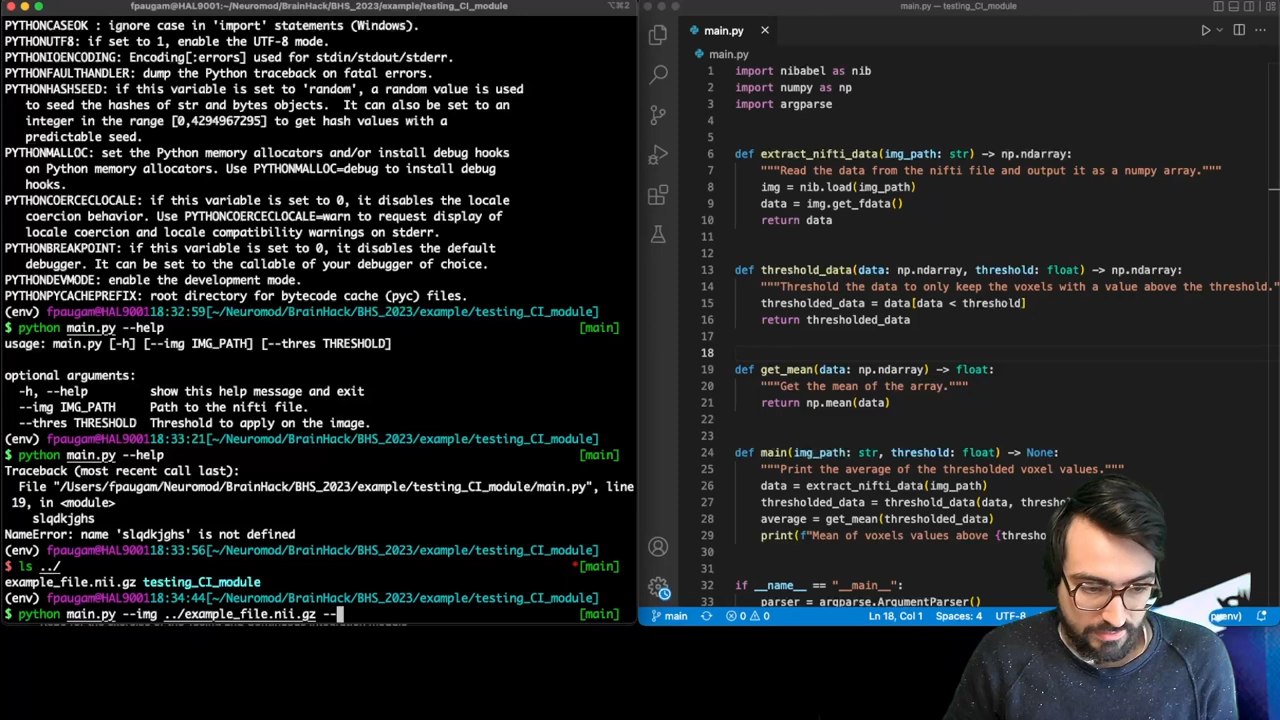 fpaugam@HAL9001:~/Neuromod/BrainHack/BHS_2023/example/testing_CI_module
⌥⌘2
PYTHONCASEOK : ignore case in 'import' statements (Windows).
PYTHONUTF8: if set to 1, enable the UTF-8 mode.
PYTHONIOENCODING: Encoding[:errors] used for stdin/stdout/stderr.
PYTHONFAULTHANDLER: dump the Python traceback on fatal errors.
PYTHONHASHSEED: if this variable is set to 'random', a random value is used
to seed the hashes of str and bytes objects.  It can also be set to an
integer in the range [0,4294967295] to get hash values with a
predictable seed.
PYTHONMALLOC: set the Python memory allocators and/or install debug hooks
on Python memory allocators. Use PYTHONMALLOC=debug to install debug
hooks.
PYTHONCOERCECLOCALE: if this variable is set to 0, it disables the locale
coercion behavior. Use PYTHONCOERCECLOCALE=warn to request display of
locale coercion and locale compatibility warnings on stderr.
PYTHONBREAKPOINT: if this variable is set to 0, it disables the default
debugger. It can be set to the callable of your debugger of choice.
PYTHONDEVMODE: enable the development mode.
PYTHONPYCACHEPREFIX: root directory for bytecode cache (pyc) files.
(env) fpaugam@HAL900118:32:59[~/Neuromod/BrainHack/BHS_2023/example/testing_CI_module]
$ python main.py --help [main]
usage: main.py [-h] [--img IMG_PATH] [--thres THRESHOLD]
optional arguments:
-h, --help show this help message and exit
--img IMG_PATH Path to the nifti file.
--thres THRESHOLD Threshold to apply on the image.
(env) fpaugam@HAL900118:33:21[~/Neuromod/BrainHack/BHS_2023/example/testing_CI_module]
$ python main.py --help [main]
Traceback (most recent call last):
File "/Users/fpaugam/Neuromod/BrainHack/BHS_2023/example/testing_CI_module/main.py", line
19, in <module>
slqdkjghs
NameError: name 'slqdkjghs' is not defined
(env) fpaugam@HAL900118:33:56[~/Neuromod/BrainHack/BHS_2023/example/testing_CI_module]
$ ls ../ *[main]
example_file.nii.gz testing_CI_module
(env) fpaugam@HAL900118:34:44[~/Neuromod/BrainHack/BHS_2023/example/testing_CI_module]
$ python main.py --img ../example_file.nii.gz -- [main]
main.py — testing_CI_module
main.py
main.py
1 import nibabel as nib
2 import numpy as np
3 import argparse
4
5
6 def extract_nifti_data(img_path: str) -> np.ndarray:
7 """Read the data from the nifti file and output it as a numpy array."""
8 img = nib.load(img_path)
9 data = img.get_fdata()
10 return data
11
12
13 def threshold_data(data: np.ndarray, threshold: float) -> np.ndarray:
14 """Threshold the data to only keep the voxels with a value above the threshold."
15 thresholded_data = data[data < threshold]
16 return thresholded_data
17
18
19 def get_mean(data: np.ndarray) -> float:
20 """Get the mean of the array."""
21 return np.mean(data)
22
23
24 def main(img_path: str, threshold: float) -> None:
25 """Print the average of the thresholded voxel values."""
26 data = extract_nifti_data(img_path)
27 thresholded_data = threshold_data(data, thresho
28 average = get_mean(thresholded_data)
29 print(f"Mean of voxels values above {thresho
30
31
32 if __name__ == "__main__":
33 parser = argparse.ArgumentParser()
main 0 0 Ln 18, Col 1 Spaces: 4 UTF-8 env)